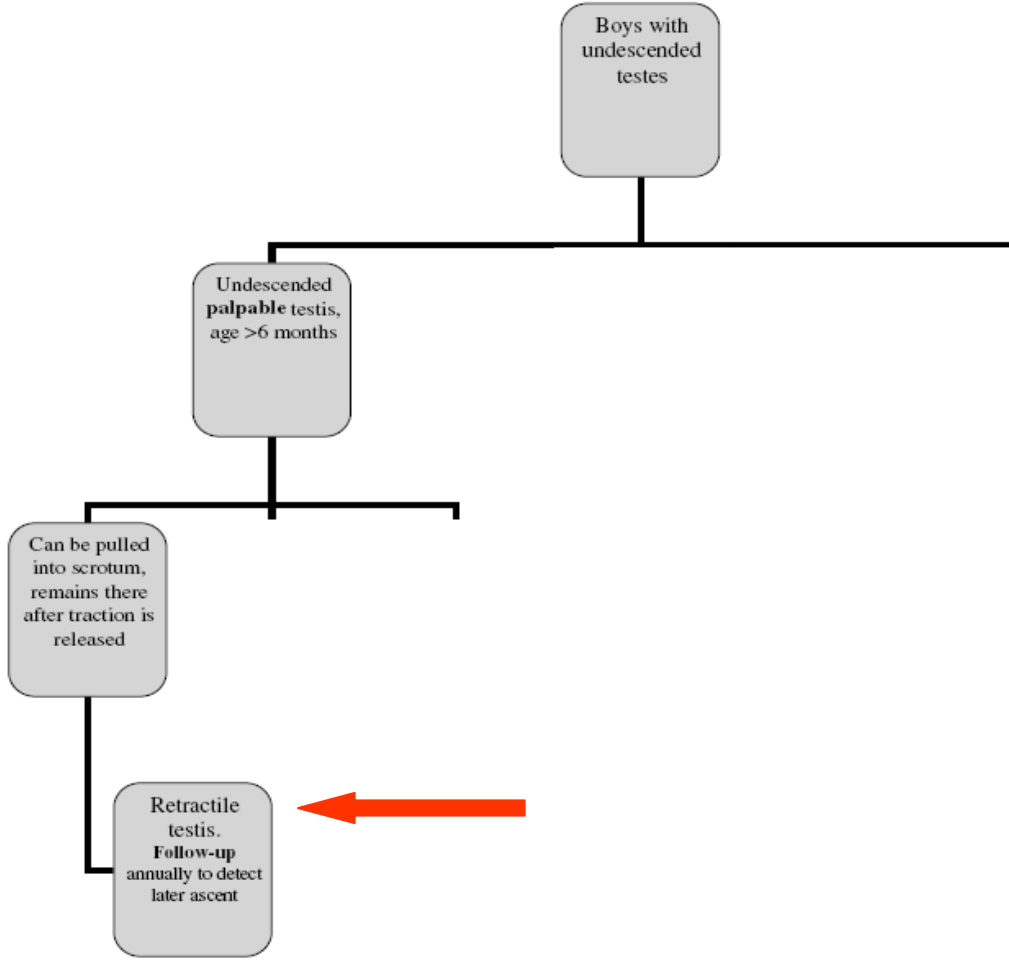 Boys with
undescended
testes
Undescended
palpable testis,
age >6 months
Can be pulled
into scrotum,
remains there
after traction is
released
Retractile
testis.
Follow-up
annually to detect
later ascent